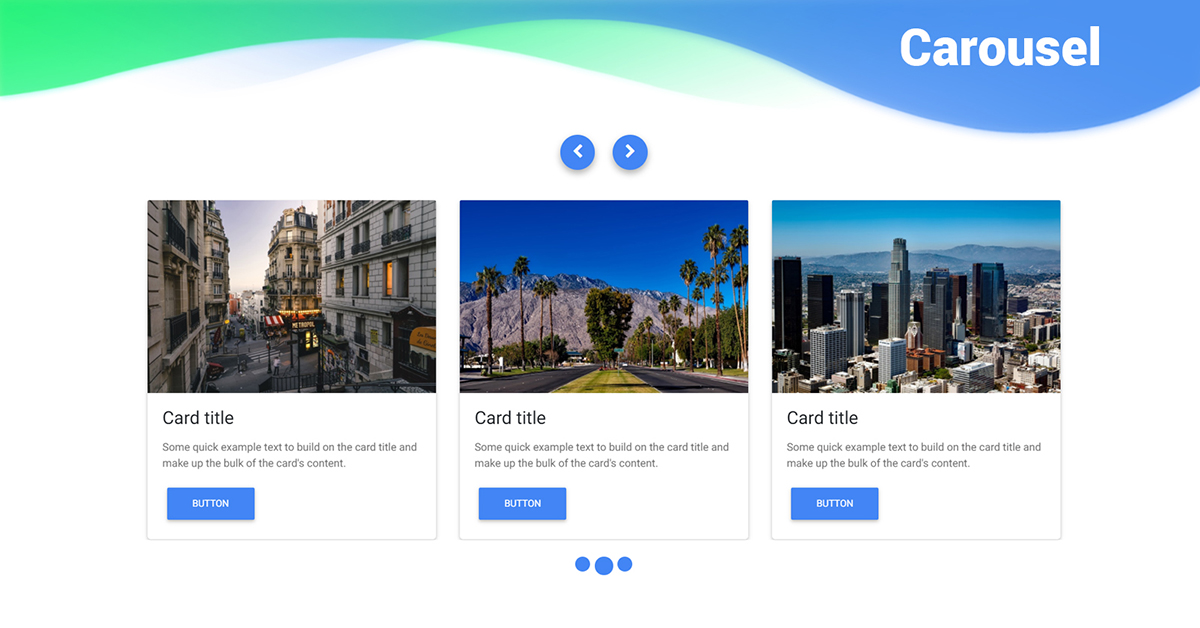 Carousel
METROPOL
Card title
Some quick example text to build on the card title and
make up the bulk of the card's content.
BUTTON
Card title
Some quick example text to build on the card title and
make up the bulk of the card's content.
BUTTON
Card title
Some quick example text to build on the card title and
make up the bulk of the card's content.
BUTTON